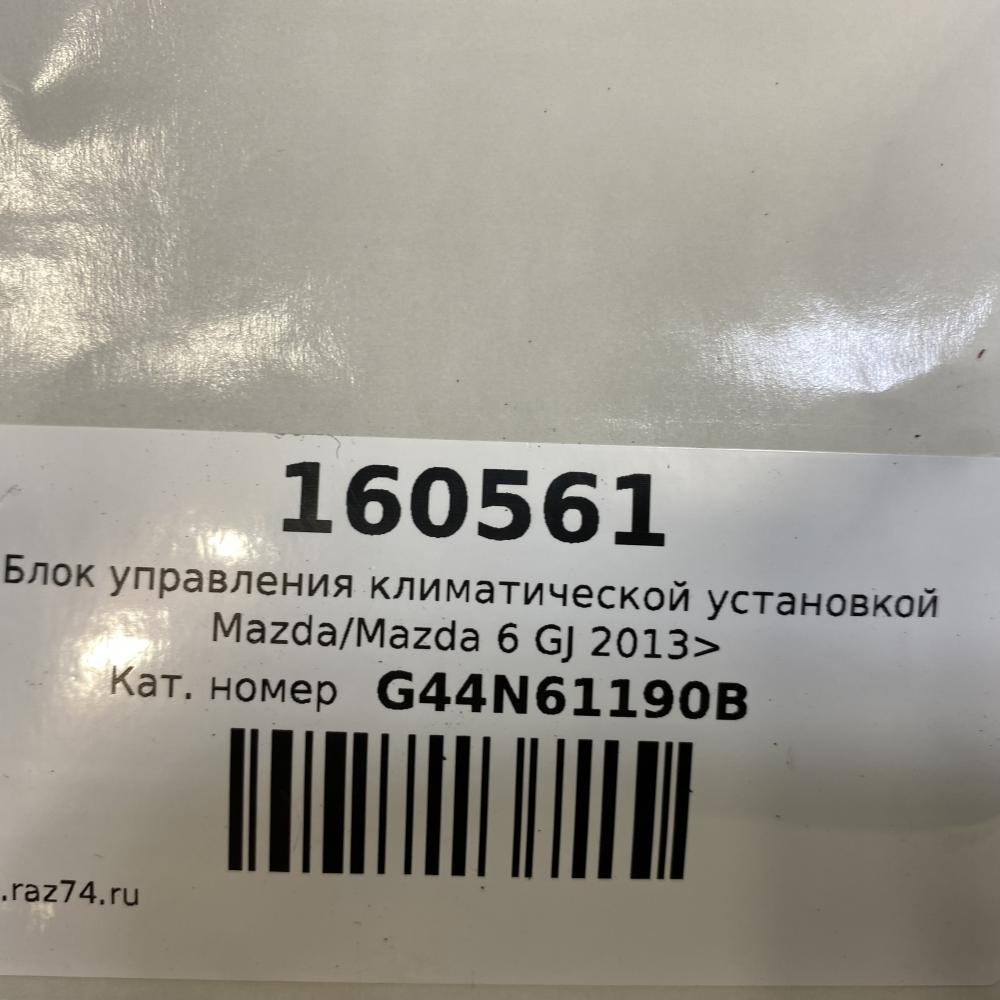 160561
Блок управления климатической установкой
Mazda/Mazda 6 GJ 2013>
Кат. номер G44N61190B
.raz74.ru